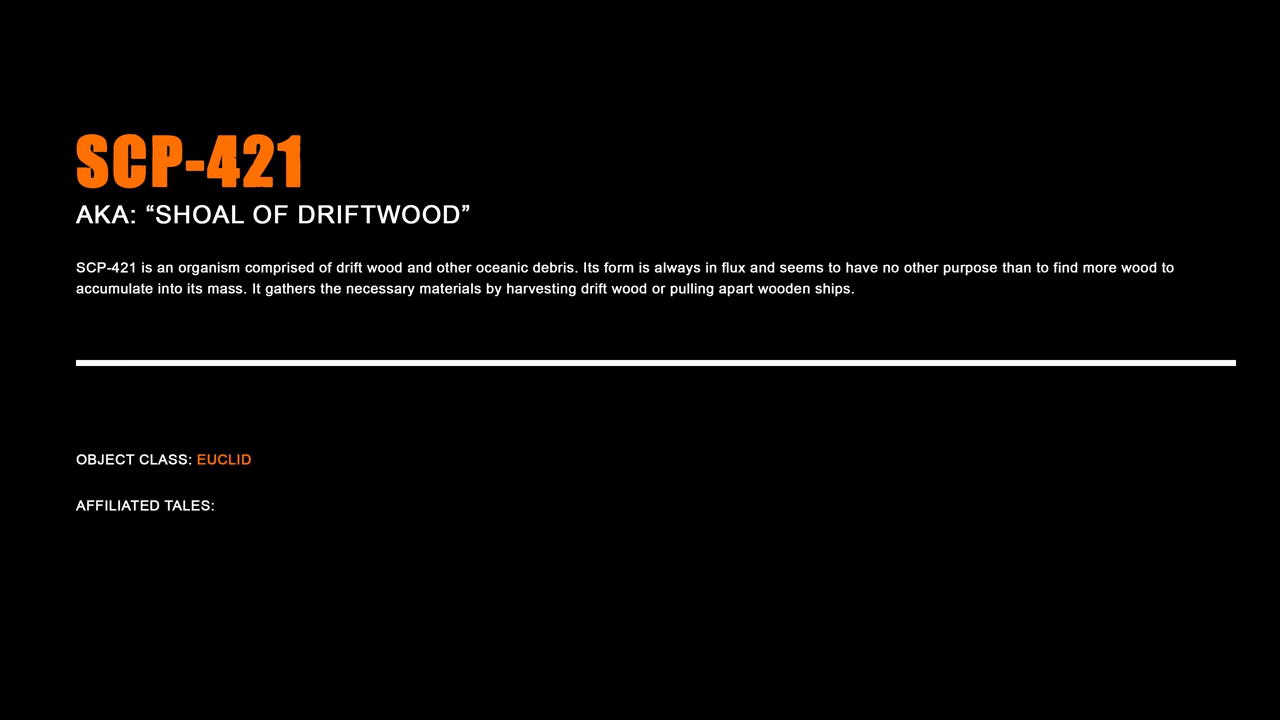 SCP-421
AKA: “SHOAL OF DRIFTWOOD”
SCP-421 is an organism comprised of drift wood and other oceanic debris. Its form is always in flux and seems to have no other purpose than to find more wood to
accumulate into its mass. It gathers the necessary materials by harvesting drift wood or pulling apart wooden ships.
OBJECT CLASS: EUCLID
AFFILIATED TALES: